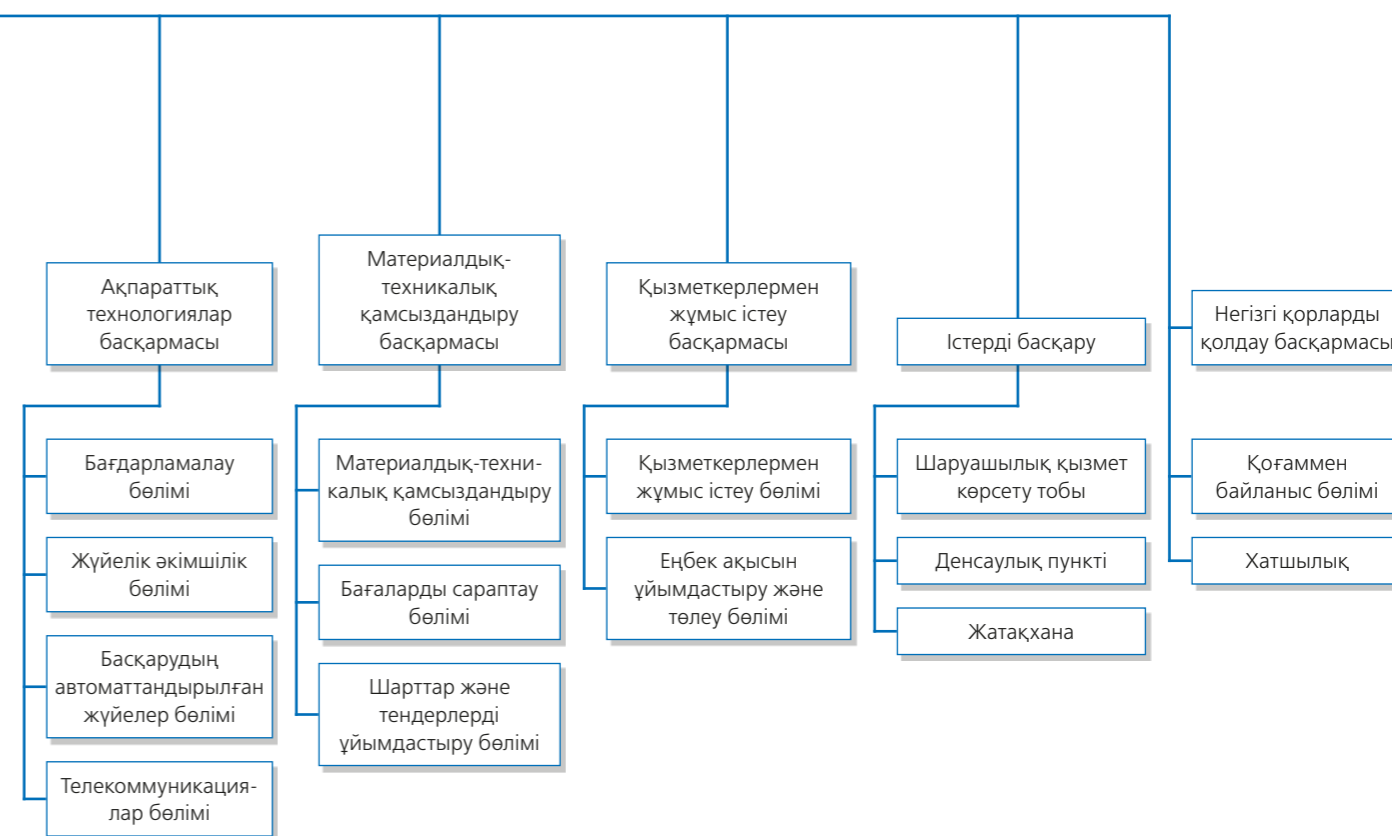 Ақпараттық
технологиялар
басқармасы
Бағдарламалау
бөлімі
Жүйелік әкімшілік
бөлімі
Басқарудың
автоматтандырылған
жүйелер бөлімі
Телекоммуникация-
лар бөлімі
Материалдық-
техникалық
қамсыздандыру
басқармасы
Материалдық-техни-
калық қамсыздандыру
бөлімі
Бағаларды сараптау
бөлімі
Шарттар және
тендерлерді
ұйымдастыру бөлімі
Қызметкерлермен
жұмыс істеу
басқармасы
Қызметкерлермен
жұмыс істеу бөлімі
Еңбек ақысын
ұйымдастыру және
төлеу бөлімі
Істерді басқару
Шаруашылық қызмет
көрсету тобы
Денсаулық пункті
Жатақхана
Негізгі қорларды
қолдау басқармасы
Қоғаммен
байланыс бөлімі
Хатшылық